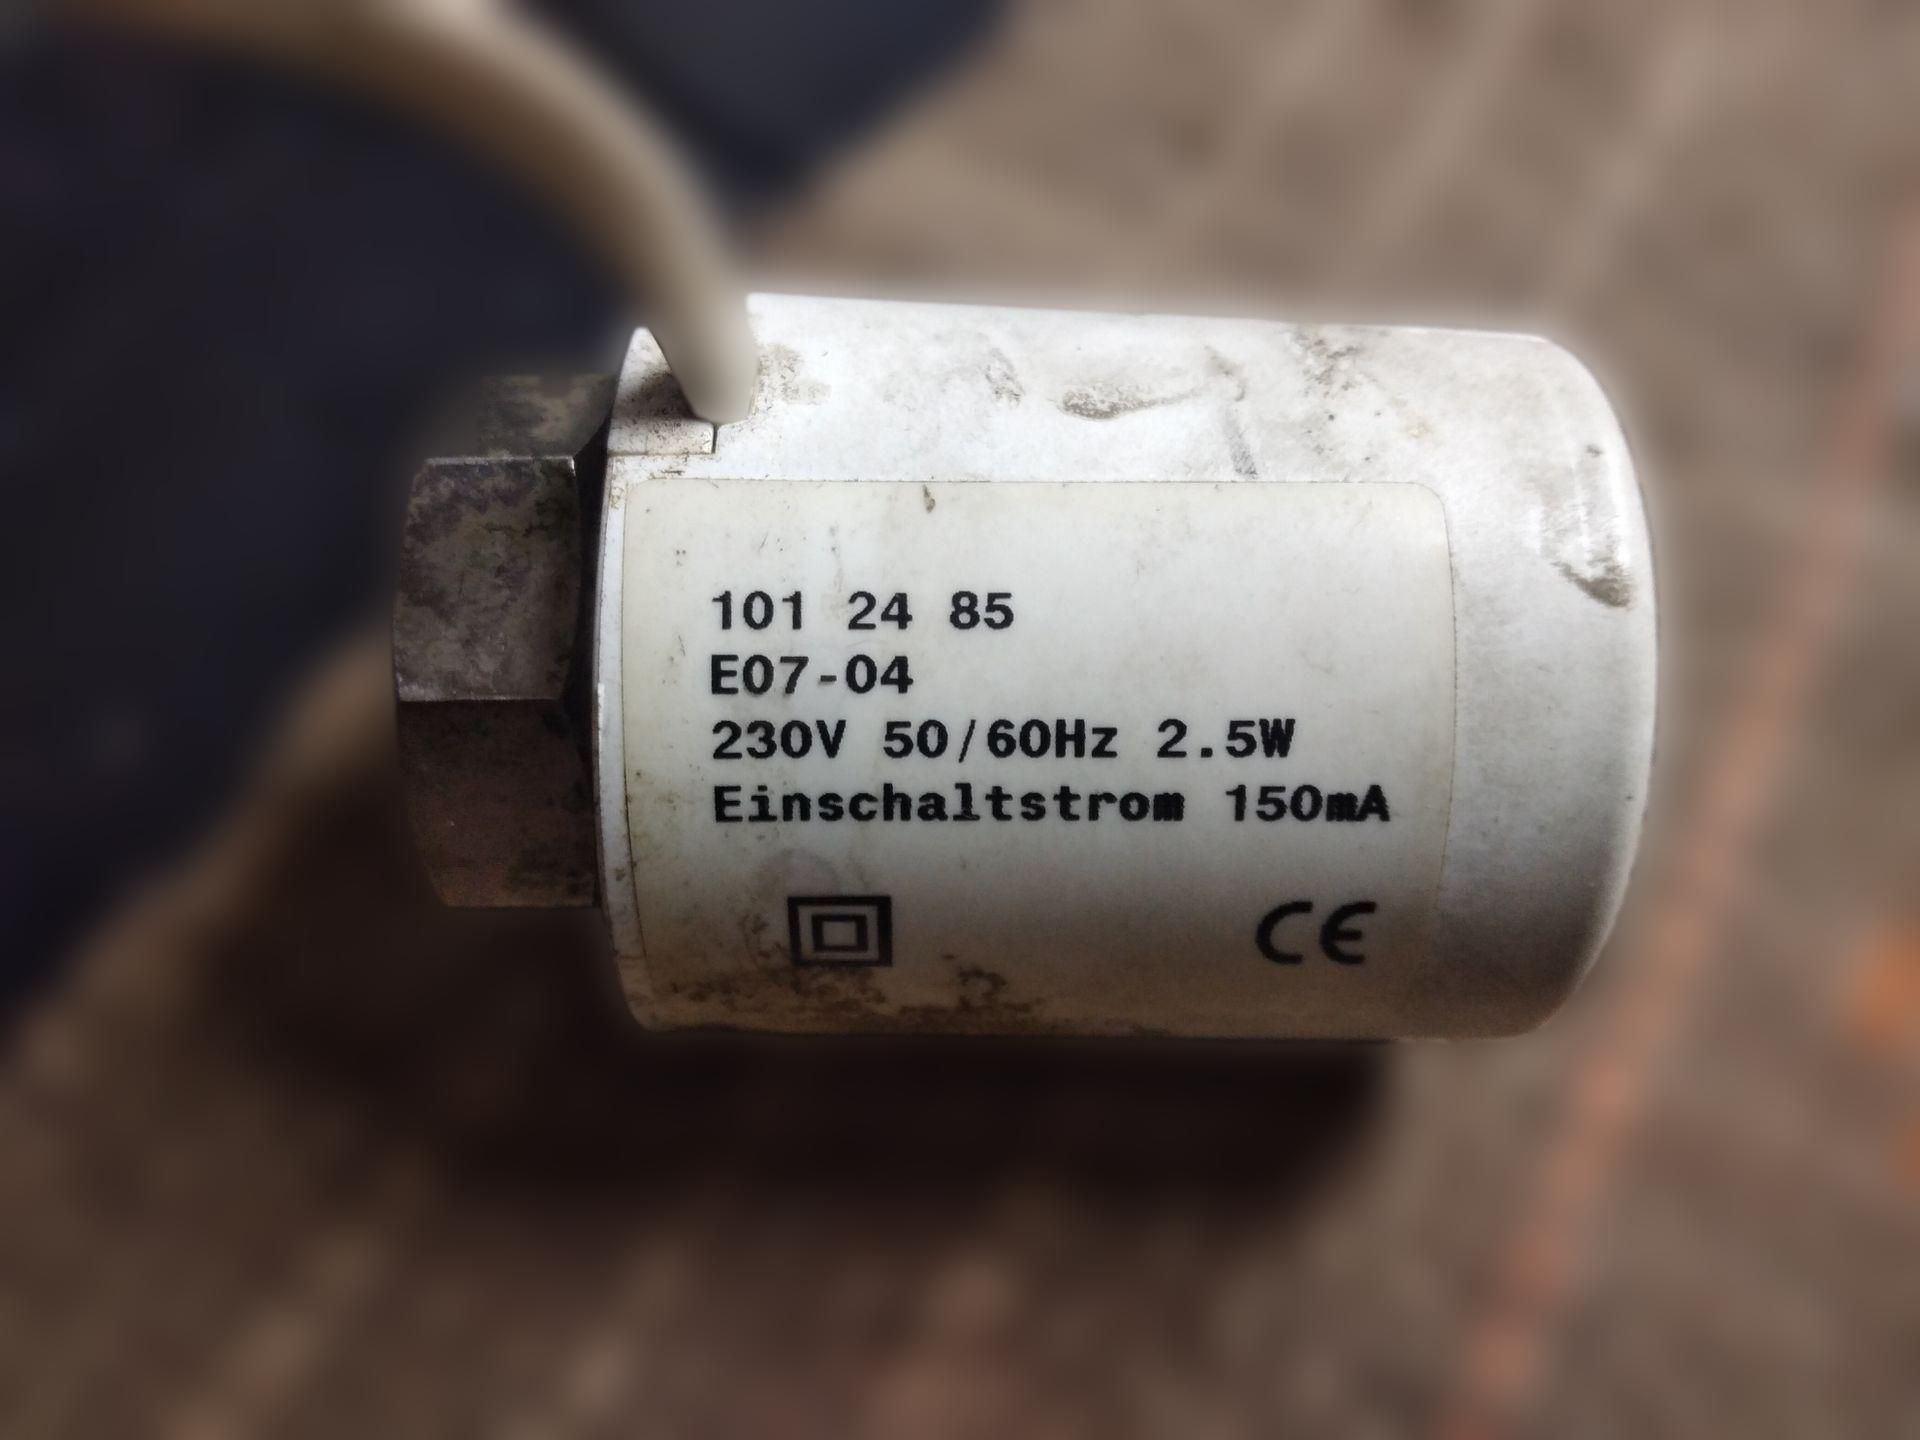 101 24 85
E07-04
230V 50/60Hz 2.5W
Einschaltstrom 150mA
CE